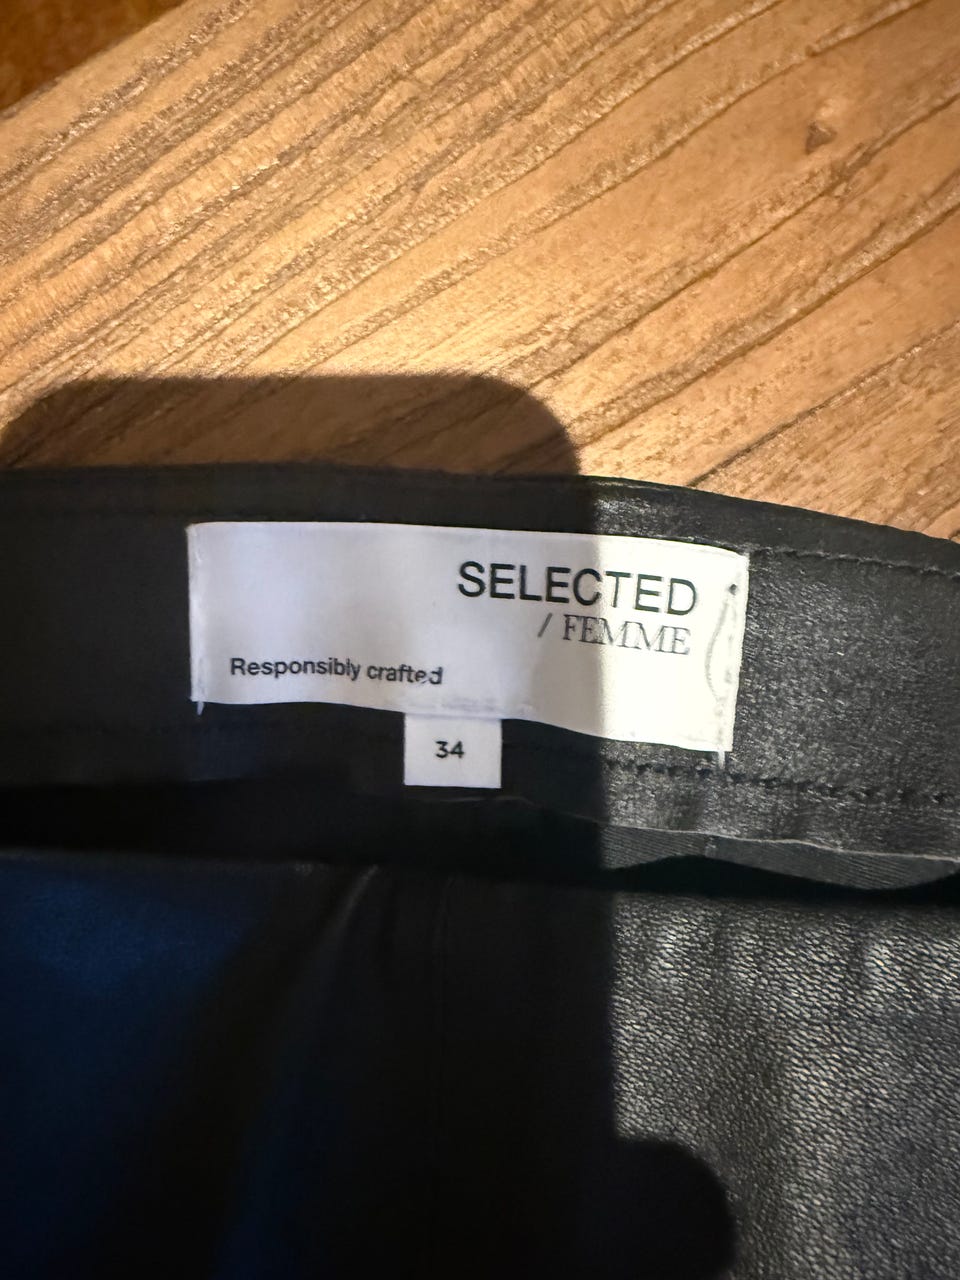 SELECTED
/ FEMME
Responsibly crafted
34